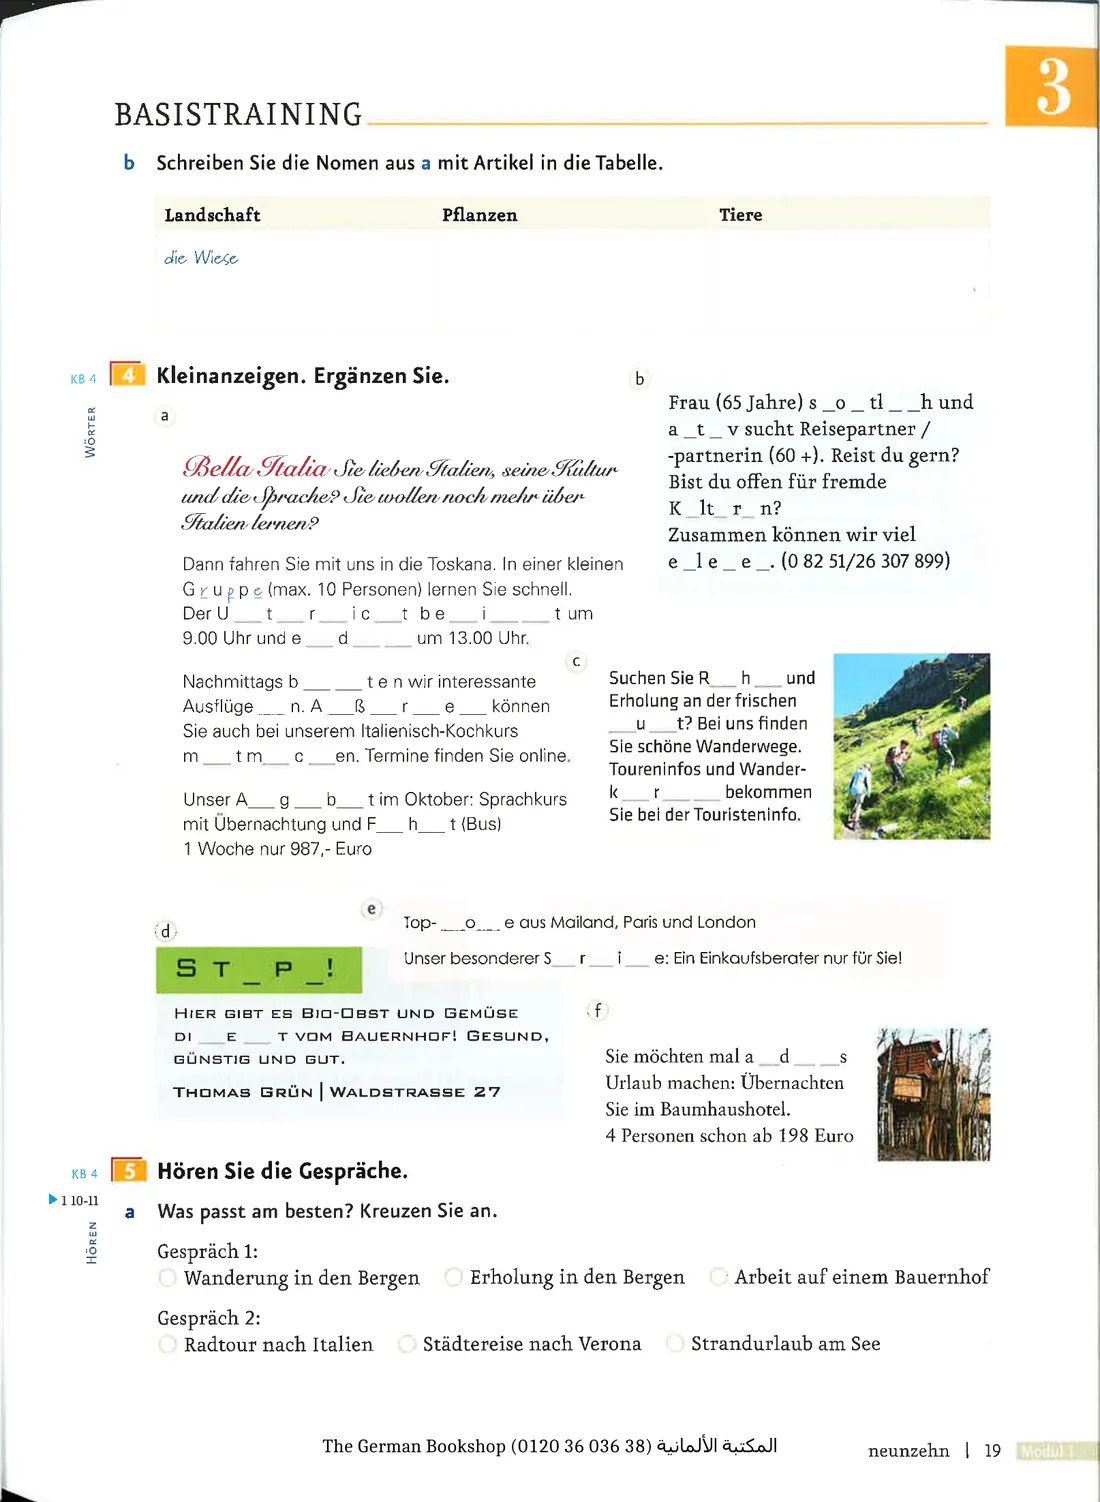 3
BASISTRAINING
b Schreiben Sie die Nomen aus a mit Artikel in die Tabelle.
Landschaft Pflanzen Tiere
die Wiese
KB 4 4 Kleinanzeigen. Ergänzen Sie.
WÖRTER
a
Bella Italia Sie lieben Italien, seine Kultur
und die Sprache? Sie wollen noch mehr über
Italien lernen?
Dann fahren Sie mit uns in die Toskana. In einer kleinen
G r u p p e (max. 10 Personen) lernen Sie schnell.
Der U __ t __ r __ i c __ t b e __ i __ __ t um
9.00 Uhr und e __ d __ __ um 13.00 Uhr.
Nachmittags b __ __ t e n wir interessante
Ausflüge __ n. A __ ß __ r __ e __ können
Sie auch bei unserem Italienisch-Kochkurs
m __ t m __ c __ en. Termine finden Sie online.
Unser A __ g __ b __ t im Oktober: Sprachkurs
mit Übernachtung und F __ h __ t (Bus)
1 Woche nur 987,- Euro
b
Frau (65 Jahre) s _ o _ tl _ _ h und
a _ t _ v sucht Reisepartner /
-partnerin (60 +). Reist du gern?
Bist du offen für fremde
K _ lt _ r _ n?
Zusammen können wir viel
e _ l e _ e _. (0 82 51/26 307 899)
c
Suchen Sie R __ h __ und
Erholung an der frischen
__ u __ t? Bei uns finden
Sie schöne Wanderwege.
Toureninfos und Wander-
k __ r __ __ bekommen
Sie bei der Touristeninfo.
d
S T _ P _ !
HIER GIBT ES BIO-OBST UND GEMÜSE
DI __ E __ T VOM BAUERNHOF! GESUND,
GÜNSTIG UND GUT.
THOMAS GRÜN | WALDSTRASSE 27
e
Top- __ o __ e aus Mailand, Paris und London
Unser besonderer S __ r __ i __ e: Ein Einkaufsberater nur für Sie!
f
Sie möchten mal a __ d __ __ s
Urlaub machen: Übernachten
Sie im Baumhaushotel.
4 Personen schon ab 198 Euro
KB 4 5 Hören Sie die Gespräche.
▶ 1 10-11
HÖREN
a Was passt am besten? Kreuzen Sie an.
Gespräch 1:
Wanderung in den Bergen Erholung in den Bergen Arbeit auf einem Bauernhof
Gespräch 2:
Radtour nach Italien Städtereise nach Verona Strandurlaub am See
The German Bookshop (0120 36 036 38) المكتبة الألمانية
neunzehn | 19 Modul 1